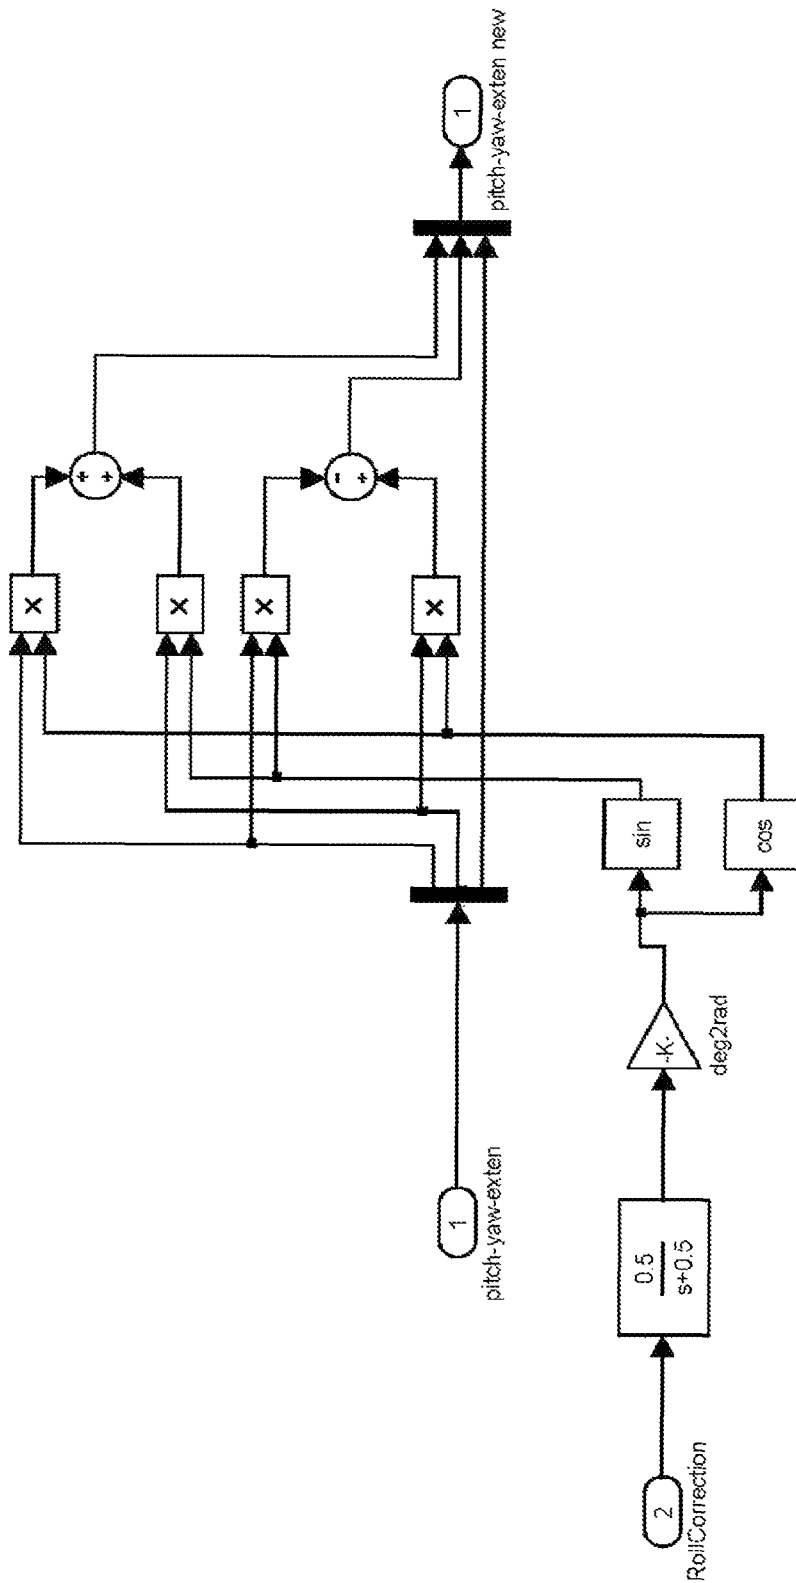 1
pitch-yaw-exten
2
RollCorrection
0.5
s+0.5
-K-
deg2rad
sin
cos
×
×
×
×
+
+
-
+
1
pitch-yaw-exten new